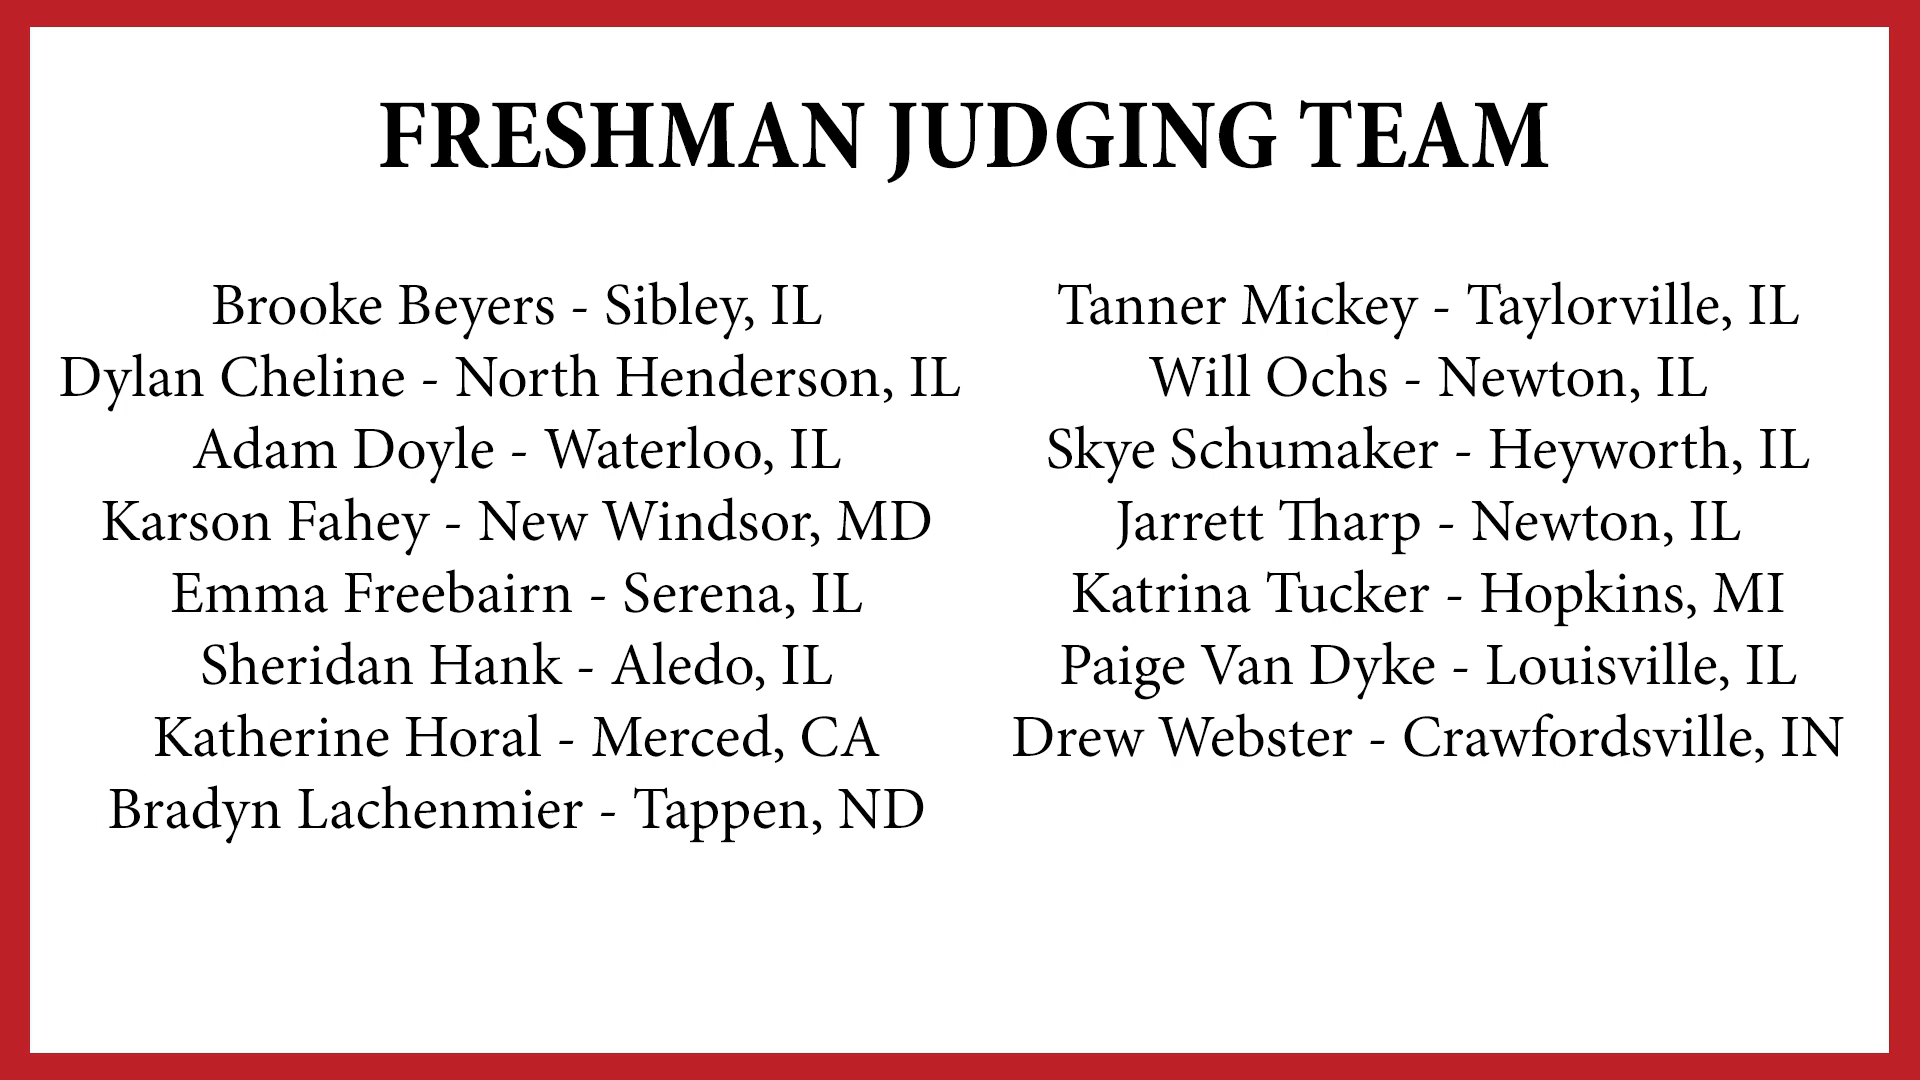 FRESHMAN JUDGING TEAM
Brooke Beyers - Sibley, IL
Dylan Cheline - North Henderson, IL
Adam Doyle - Waterloo, IL
Karson Fahey - New Windsor, MD
Emma Freebairn - Serena, IL
Sheridan Hank - Aledo, IL
Katherine Horal - Merced, CA
Bradyn Lachenmier - Tappen, ND
Tanner Mickey - Taylorville, IL
Will Ochs - Newton, IL
Skye Schumaker - Heyworth, IL
Jarrett Tharp - Newton, IL
Katrina Tucker - Hopkins, MI
Paige Van Dyke - Louisville, IL
Drew Webster - Crawfordsville, IN